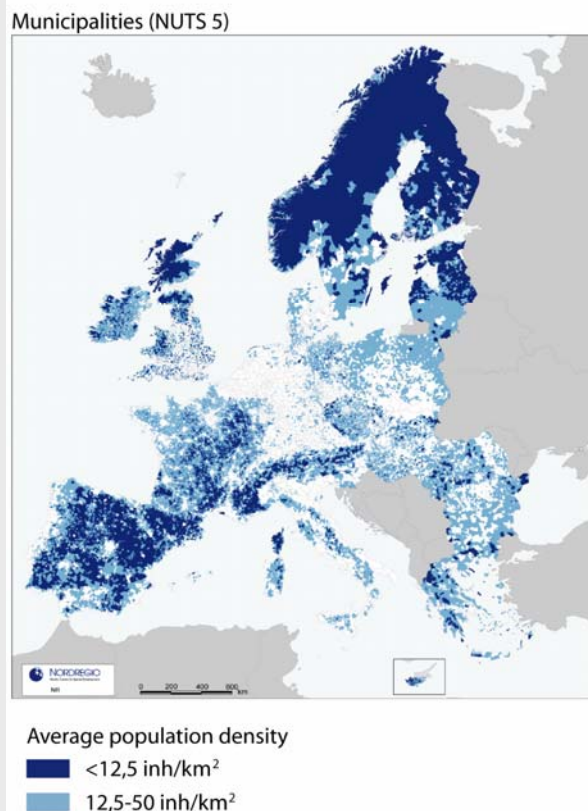 Municipalities (NUTS 5)
NORDREGIO
0 200 400 600
km
Average population density
<12,5 inh/km²
12,5-50 inh/km²